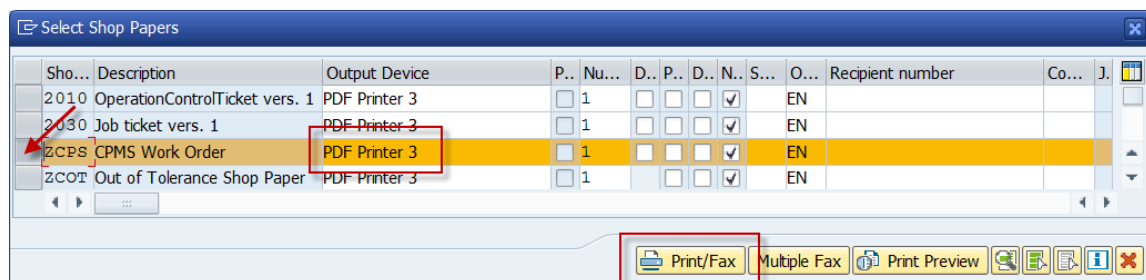 Select Shop Papers
Sho... Description Output Device P.. Nu... D.. P.. D.. N.. S... O... Recipient number Co... J.
2010 OperationControlTicket vers. 1 PDF Printer 3 1 EN
2030 Job ticket vers. 1 PDF Printer 3 1 EN
ZCPS CPMS Work Order PDF Printer 3 1 EN
ZCOT Out of Tolerance Shop Paper PDF Printer 3 1 EN
Print/Fax Multiple Fax Print Preview